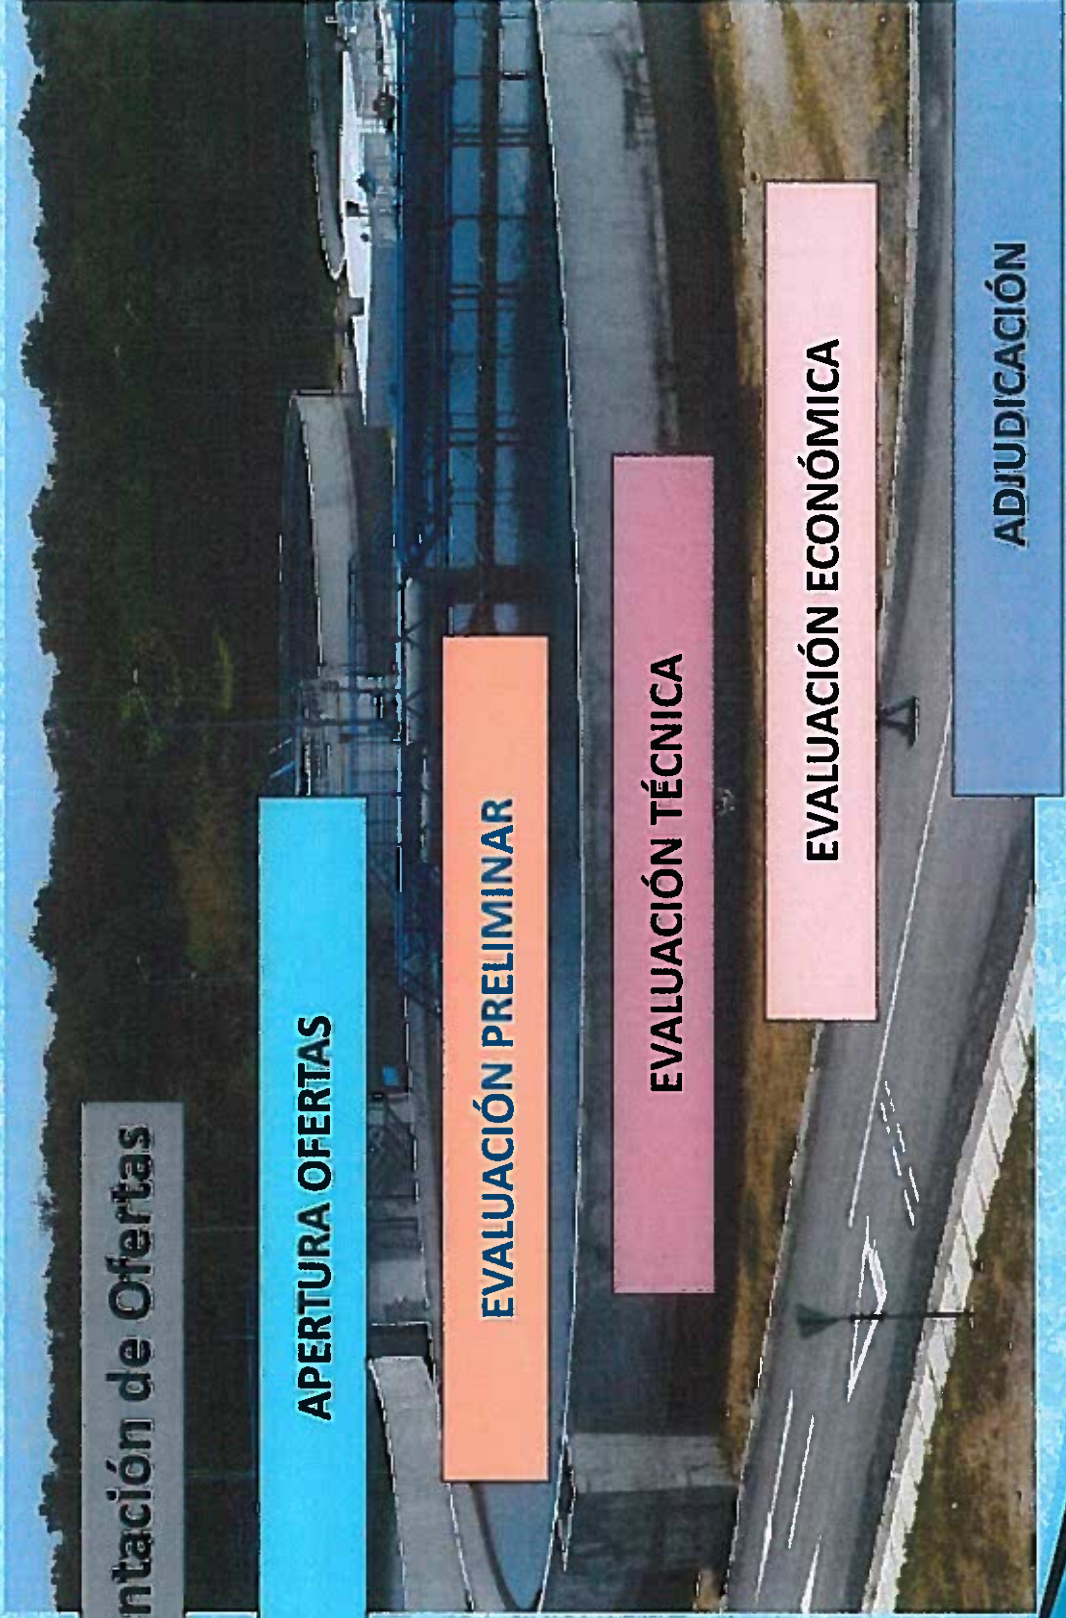 ntación de Ofertas
APERTURA OFERTAS
EVALUACIÓN PRELIMINAR
EVALUACIÓN TÉCNICA
EVALUACIÓN ECONÓMICA
ADJUDICACIÓN